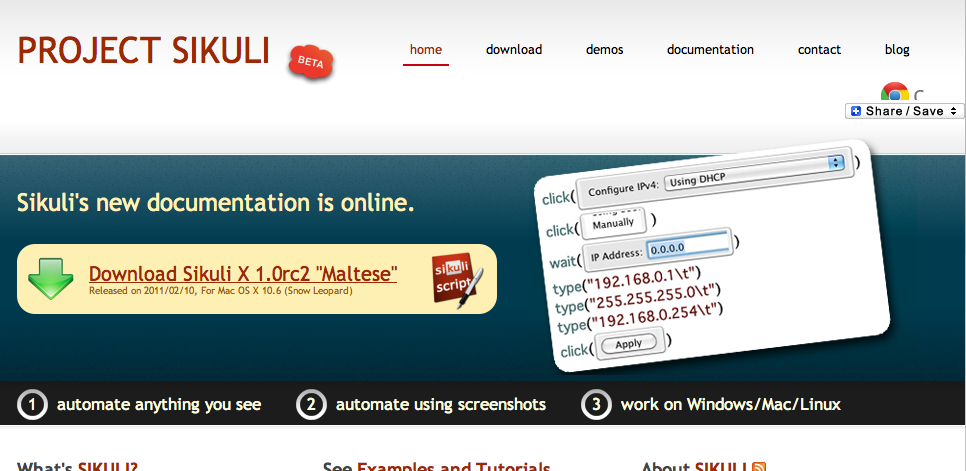 PROJECT SIKULI
BETA
home download demos documentation contact blog
Share / Save
Sikuli's new documentation is online.
Download Sikuli X 1.0rc2 "Maltese"
Released on 2011/02/10, For Mac OS X 10.6 (Snow Leopard)
sikuli
script
click( Configure IPv4: Using DHCP )
click( Manually )
wait( IP Address: 0.0.0.0 )
type("192.168.0.1\t")
type("255.255.255.0\t")
type("192.168.0.254\t")
click( Apply )
1 automate anything you see 2 automate using screenshots 3 work on Windows/Mac/Linux
What's SIKULI? See Examples and Tutorials About SIKULI